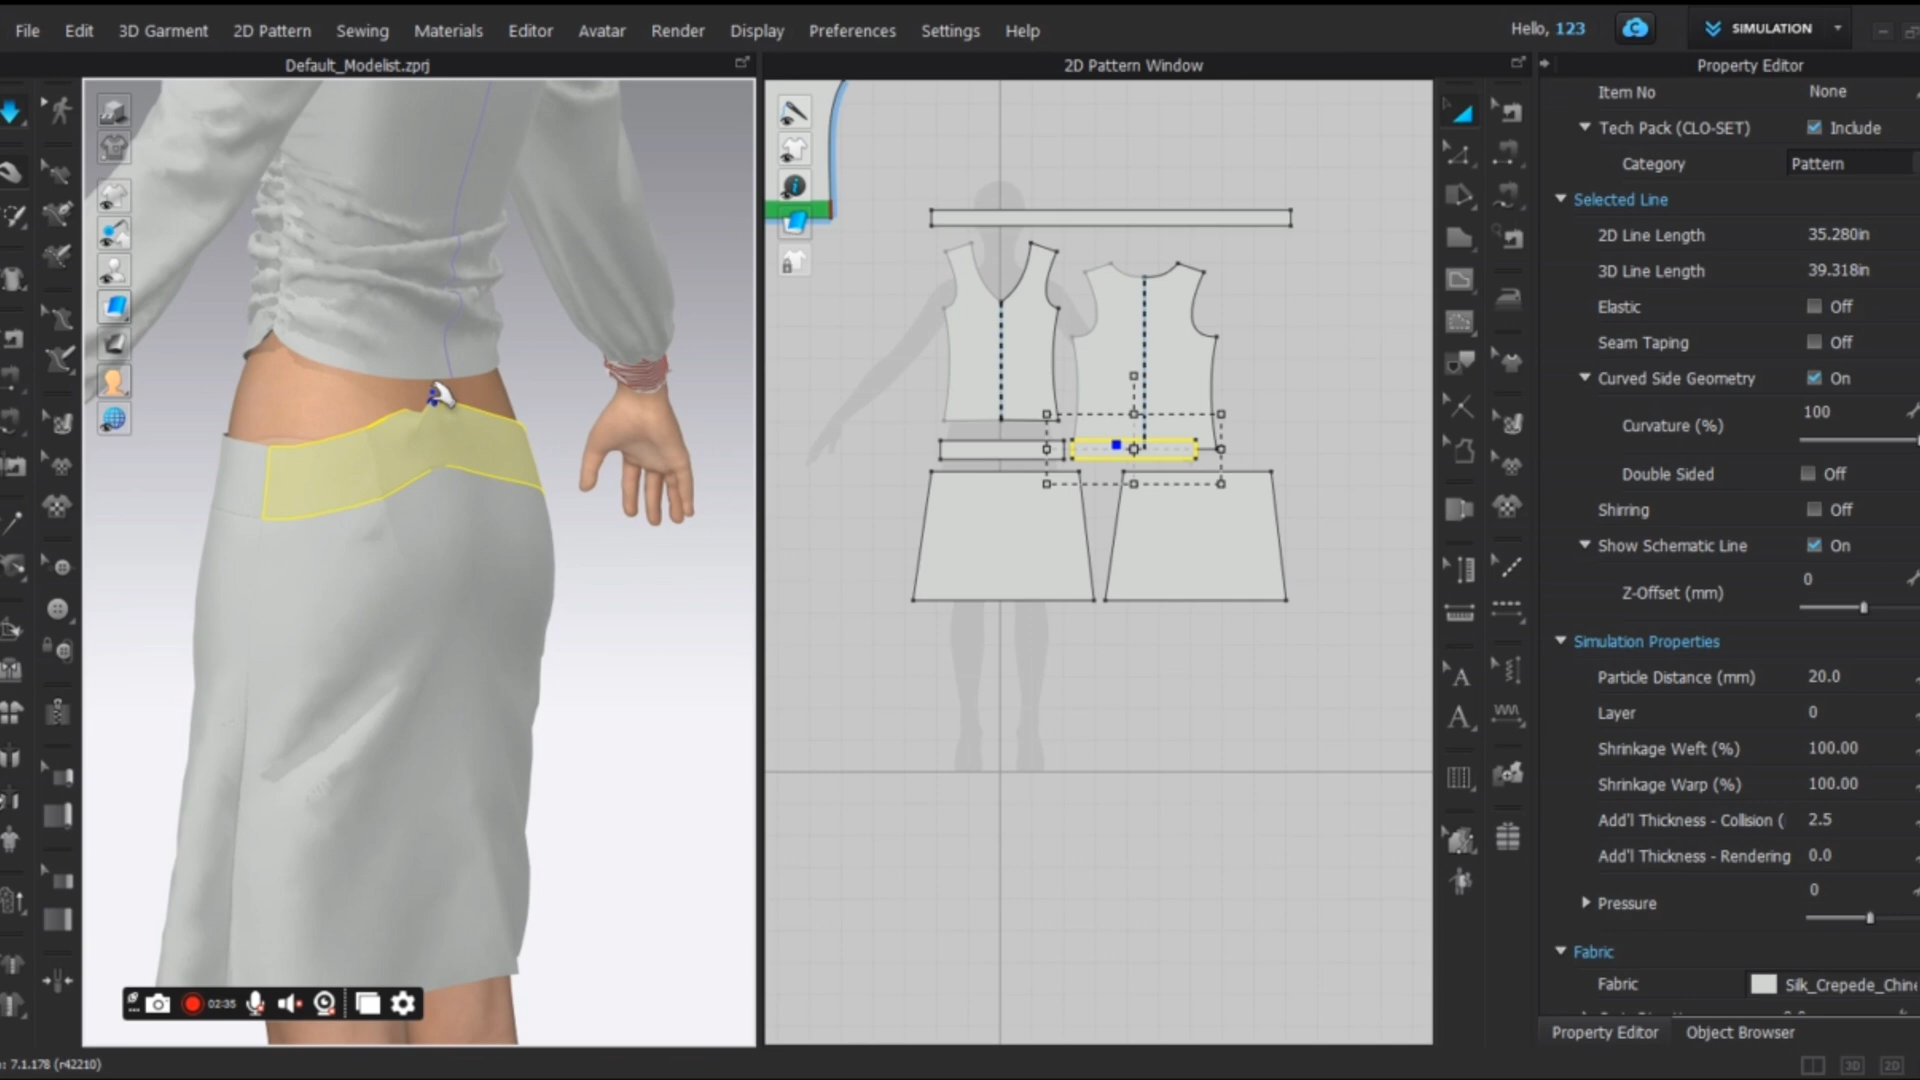 File Edit 3D Garment 2D Pattern Sewing Materials Editor Avatar Render Display Preferences Settings Help
Hello, 123
SIMULATION
Default_Modelist.zprj
2D Pattern Window
Property Editor
Item No None
Tech Pack (CLO-SET) Include
Category Pattern
Selected Line
2D Line Length 35.280in
3D Line Length 39.318in
Elastic Off
Seam Taping Off
Curved Side Geometry On
Curvature (%) 100
Double Sided Off
Shirring Off
Show Schematic Line On
Z-Offset (mm) 0
Simulation Properties
Particle Distance (mm) 20.0
Layer 0
Shrinkage Weft (%) 100.00
Shrinkage Warp (%) 100.00
Add'l Thickness - Collision ( 2.5
Add'l Thickness - Rendering 0.0
Pressure 0
Fabric
Fabric Silk_Crepede_Chine
02:35
Property Editor Object Browser
: 7.1.178 (r42210)
3D 2D